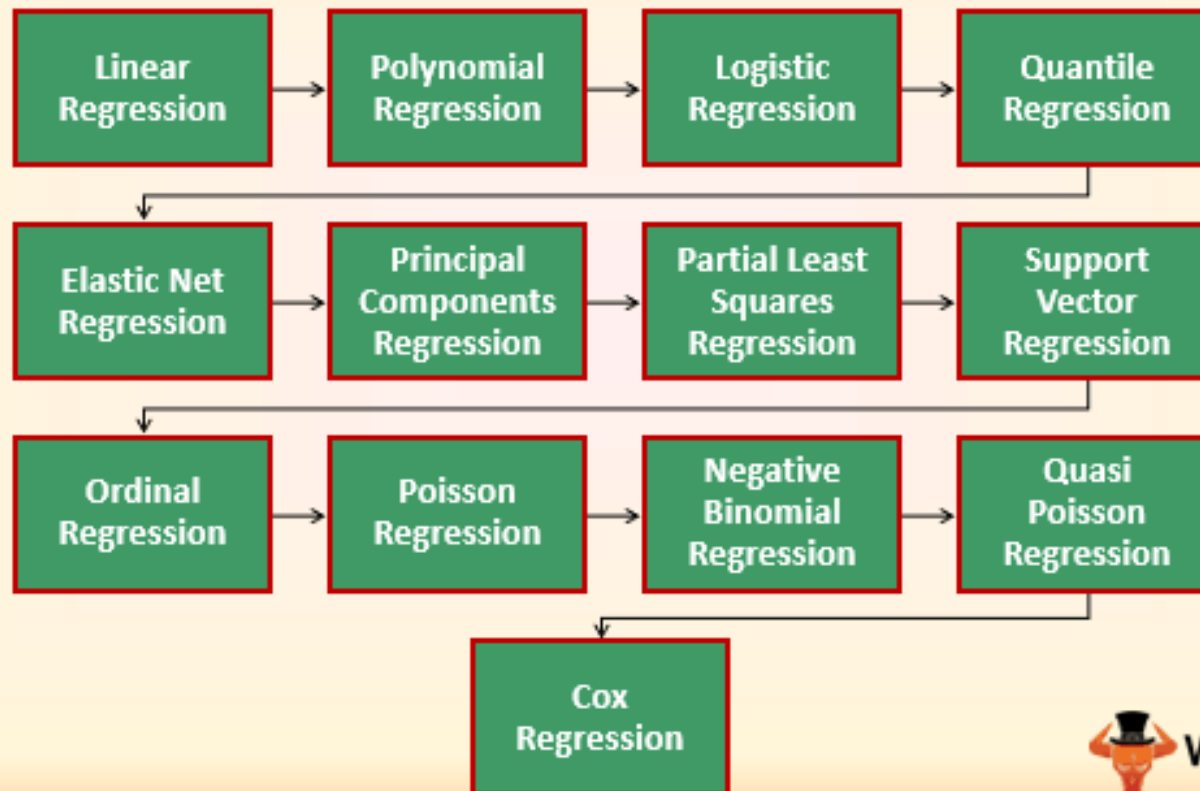 Linear
Regression
Polynomial
Regression
Logistic
Regression
Quantile
Regression
Elastic Net
Regression
Principal
Components
Regression
Partial Least
Squares
Regression
Support
Vector
Regression
Ordinal
Regression
Poisson
Regression
Negative
Binomial
Regression
Quasi
Poisson
Regression
Cox
Regression